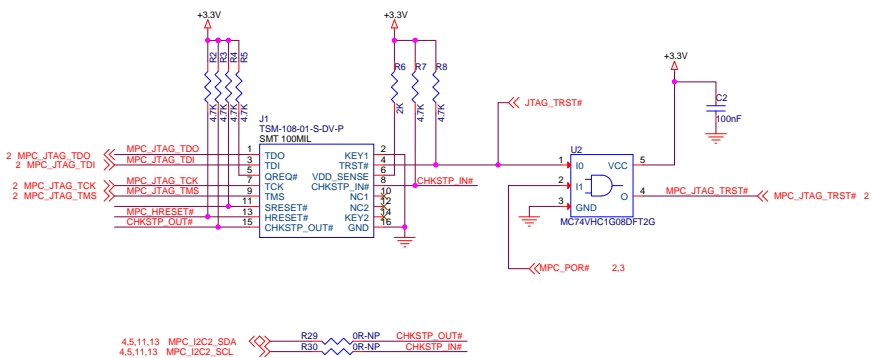 +3.3V
+3.3V
R2
R3
R4
R5
4.7K
4.7K
4.7K
4.7K
R6
R7
R8
2K
4.7K
4.7K
+3.3V
C2
100nF
JTAG_TRST#
J1
TSM-108-01-S-DV-P
SMT 100MIL
2 MPC_JTAG_TDO
MPC_JTAG_TDO
1
TDO
KEY1
2
2 MPC_JTAG_TDI
MPC_JTAG_TDI
3
TDI
TRST#
4
5
QREQ#
VDD_SENSE
6
2 MPC_JTAG_TCK
MPC_JTAG_TCK
7
TCK
CHKSTP_IN#
8
CHKSTP_IN#
2 MPC_JTAG_TMS
MPC_JTAG_TMS
9
TMS
NC1
10
11
SRESET#
NC2
12
MPC_HRESET#
13
HRESET#
KEY2
14
CHKSTP_OUT#
15
CHKSTP_OUT#
GND
16
U2
1
I0
VCC
5
2
I1
O
4
3
GND
MC74VHC1G08DFT2G
MPC_JTAG_TRST#
MPC_JTAG_TRST# 2
MPC_POR# 2,3
4,5,11,13 MPC_I2C2_SDA
R29
0R-NP
CHKSTP_OUT#
4,5,11,13 MPC_I2C2_SCL
R30
0R-NP
CHKSTP_IN#